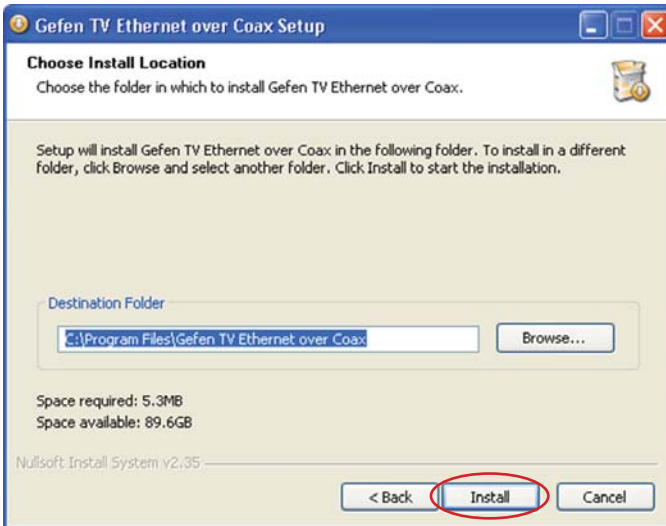 Gefen TV Ethernet over Coax Setup
Choose Install Location
Choose the folder in which to install Gefen TV Ethernet over Coax.
Setup will install Gefen TV Ethernet over Coax in the following folder. To install in a different
folder, click Browse and select another folder. Click Install to start the installation.
Destination Folder
C:\Program Files\Gefen TV Ethernet over Coax
Browse...
Space required: 5.3MB
Space available: 89.6GB
Nullsoft Install System v2.35
< Back
Install
Cancel